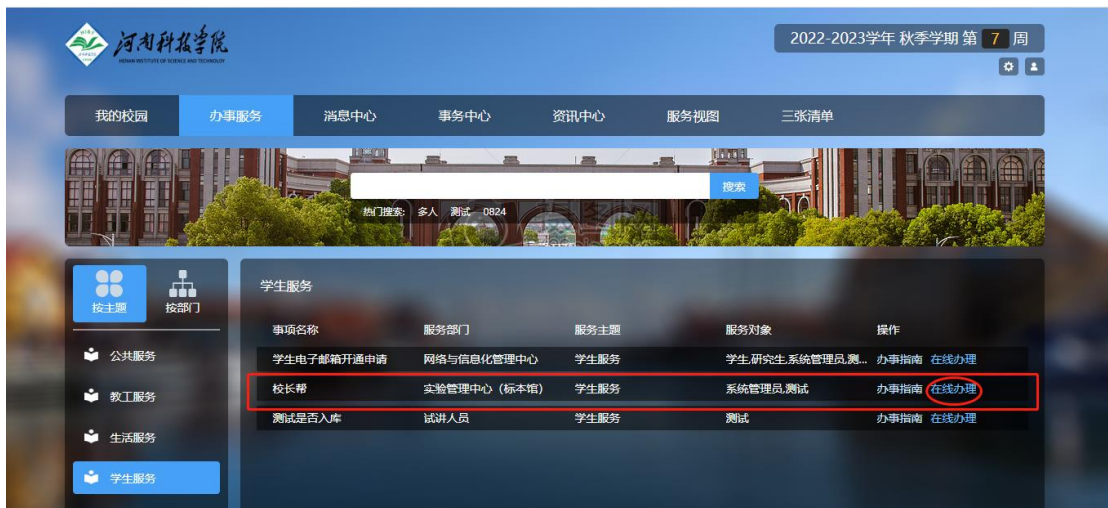 河南科技学院
HENAN INSTITUTE OF SCIENCE AND TECHNOLOGY
2022-2023学年 秋季学期 第 7 周
我的校园 办事服务 消息中心 事务中心 资讯中心 服务视图 三张清单
搜索
热门搜索: 多人 测试 0824
按主题 按部门
学生服务
事项名称 服务部门 服务主题 服务对象 操作
公共服务
学生电子邮箱开通申请 网络与信息化管理中心 学生服务 学生,研究生,系统管理员,测... 办事指南 在线办理
教工服务
校长帮 实验管理中心（标本馆） 学生服务 系统管理员,测试 办事指南 在线办理
测试是否入库 试讲人员 学生服务 测试 办事指南 在线办理
生活服务
学生服务